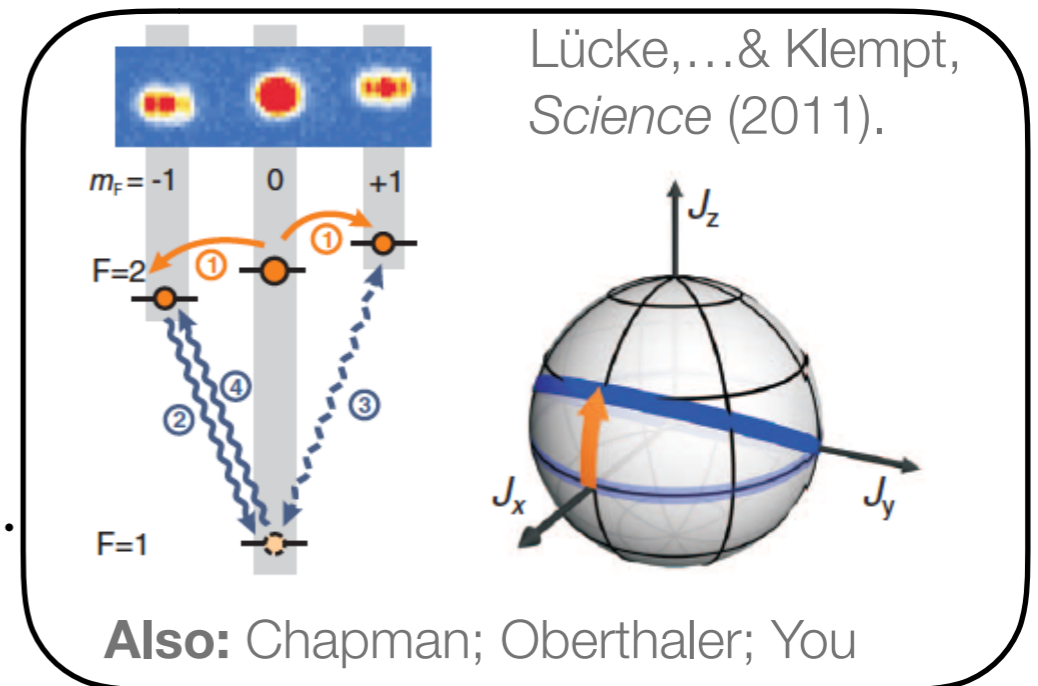 Lücke,…& Klempt,
Science (2011).
mF= -1 0 +1
F=2
1 1
4
2
3
F=1
Jz
Jx
Jy
Also: Chapman; Oberthaler; You